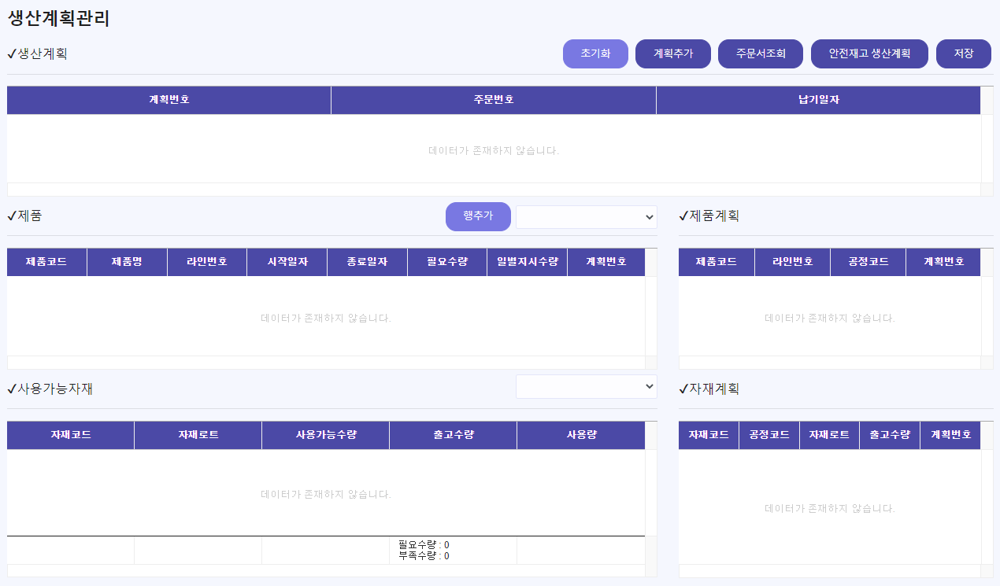 생산계획관리
✓생산계획
초기화 계획추가 주문서조회 안전재고 생산계획 저장
계획번호 주문번호 납기일자
데이터가 존재하지 않습니다.
✓제품
행추가
✓제품계획
제품코드 제품명 라인번호 시작일자 종료일자 필요수량 일별지시수량 계획번호
제품코드 라인번호 공정코드 계획번호
데이터가 존재하지 않습니다.
데이터가 존재하지 않습니다.
✓사용가능자재
✓자재계획
자재코드 자재로트 사용가능수량 출고수량 사용량
자재코드 공정코드 자재로트 출고수량 계획번호
데이터가 존재하지 않습니다.
데이터가 존재하지 않습니다.
필요수량 : 0
부족수량 : 0